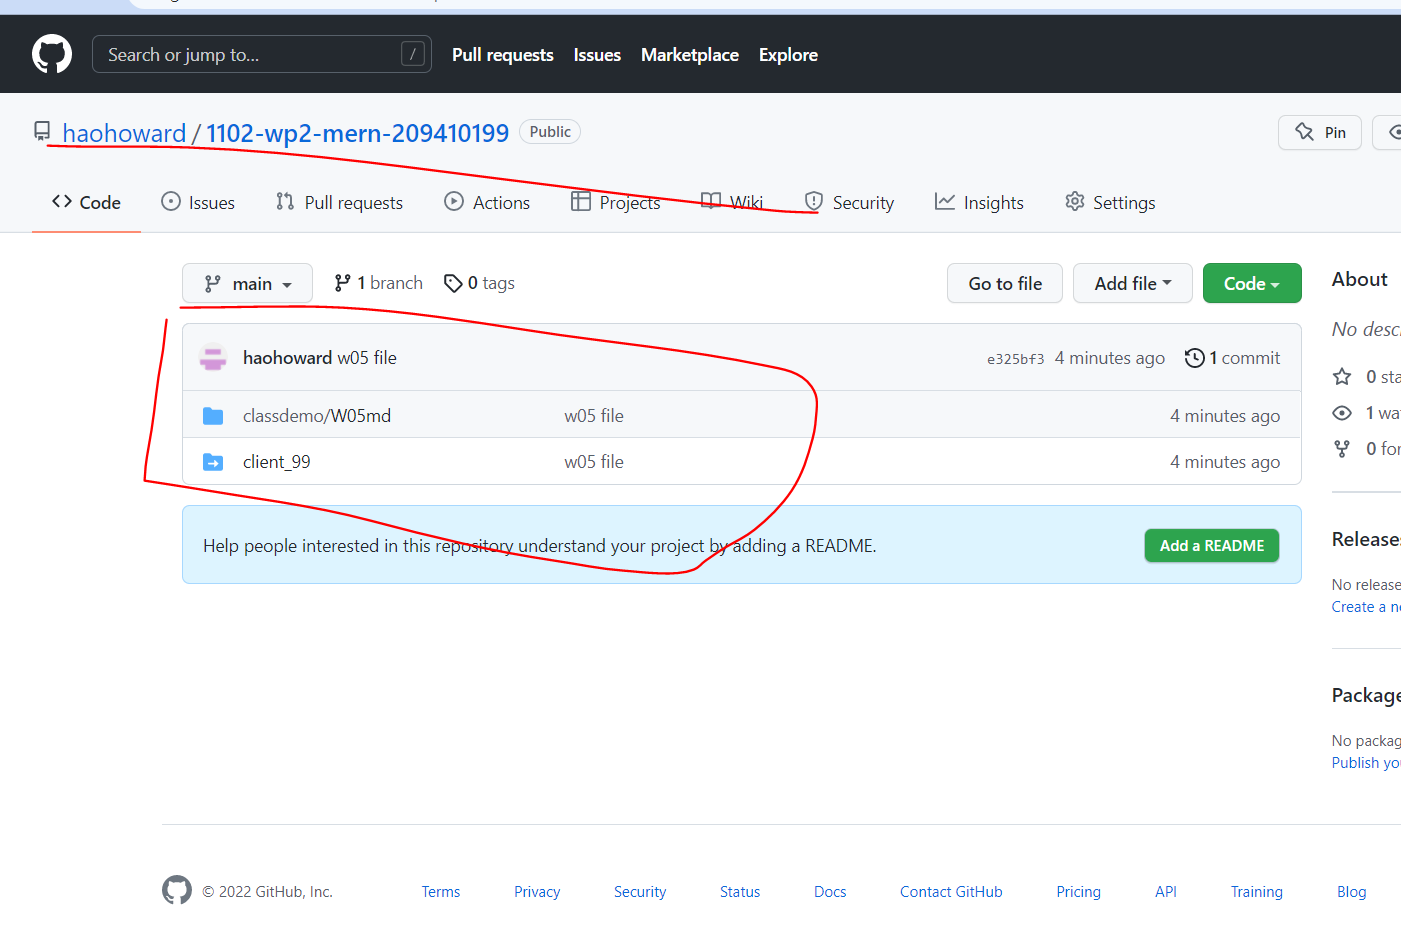 Search or jump to... /
Pull requests Issues Marketplace Explore
haohoward / 1102-wp2-mern-209410199 Public
Pin
Code Issues Pull requests Actions Projects Wiki Security Insights Settings
main 1 branch 0 tags Go to file Add file Code
About
No desc
haohoward w05 file e325bf3 4 minutes ago 1 commit
0 sta
classdemo/W05md w05 file 4 minutes ago
1 wa
0 for
client_99 w05 file 4 minutes ago
Help people interested in this repository understand your project by adding a README. Add a README
Releases
No release
Create a ne
Package
No packag
Publish yo
© 2022 GitHub, Inc. Terms Privacy Security Status Docs Contact GitHub Pricing API Training Blog